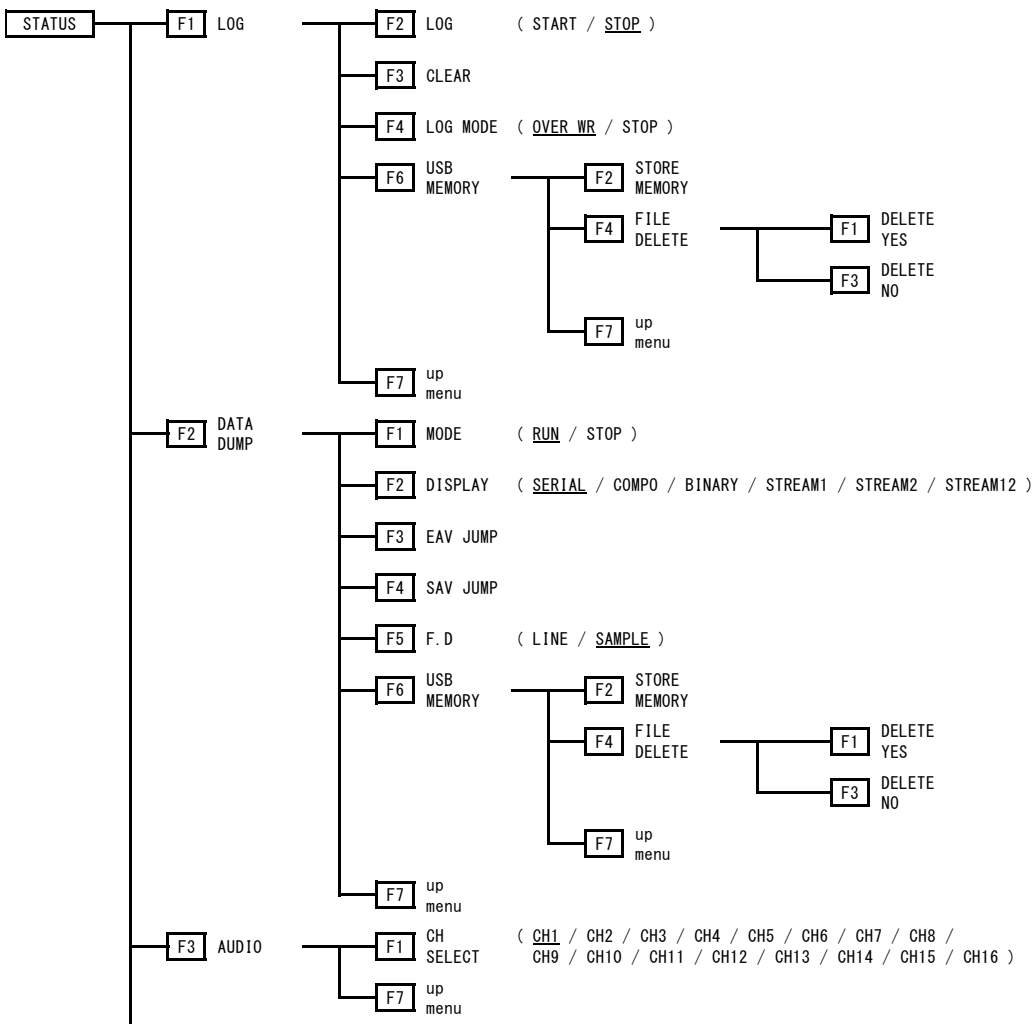 STATUS F1 LOG F2 LOG ( START / STOP )
F3 CLEAR
F4 LOG MODE ( OVER WR / STOP )
F6 USB MEMORY F2 STORE MEMORY
F4 FILE DELETE F1 DELETE YES
F3 DELETE NO
F7 up menu
F7 up menu
F2 DATA DUMP F1 MODE ( RUN / STOP )
F2 DISPLAY ( SERIAL / COMPO / BINARY / STREAM1 / STREAM2 / STREAM12 )
F3 EAV JUMP
F4 SAV JUMP
F5 F.D ( LINE / SAMPLE )
F6 USB MEMORY F2 STORE MEMORY
F4 FILE DELETE F1 DELETE YES
F3 DELETE NO
F7 up menu
F7 up menu
F3 AUDIO F1 CH SELECT ( CH1 / CH2 / CH3 / CH4 / CH5 / CH6 / CH7 / CH8 /
CH9 / CH10 / CH11 / CH12 / CH13 / CH14 / CH15 / CH16 )
F7 up menu